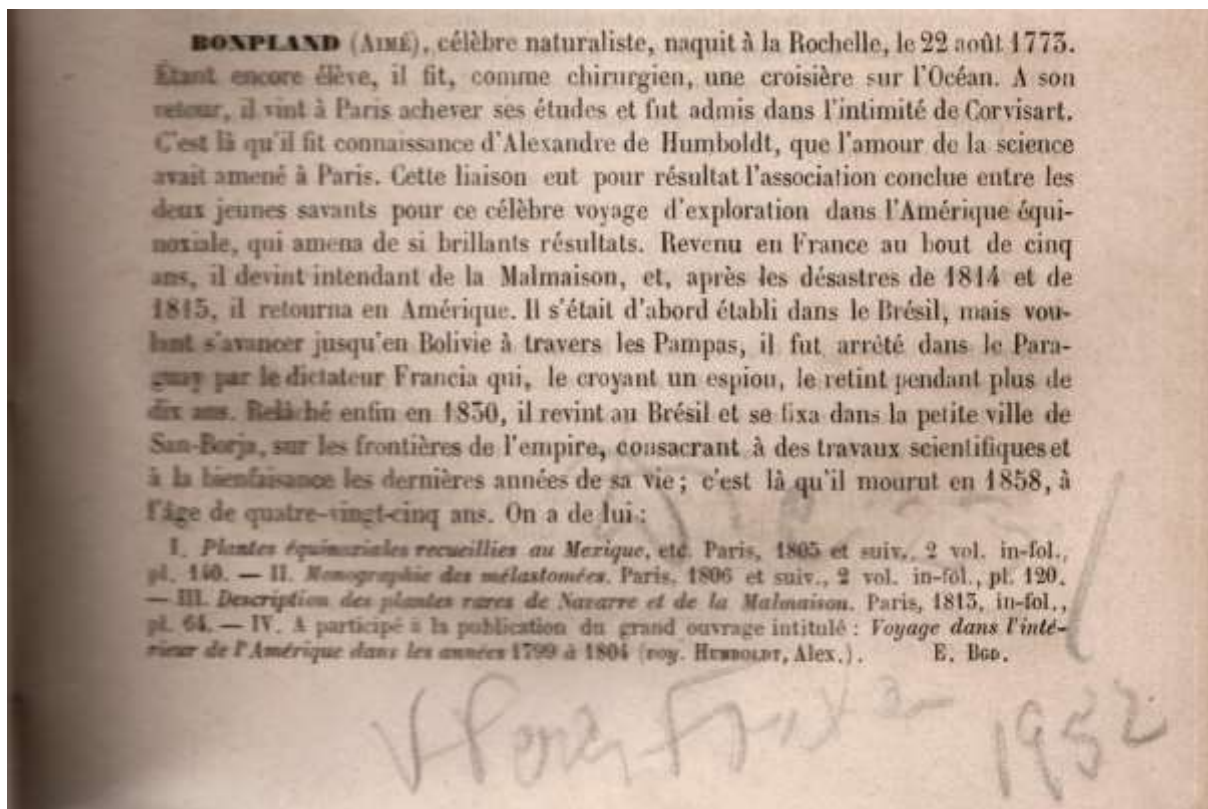 BONPLAND (AIMÉ), célèbre naturaliste, naquit à la Rochelle, le 22 août 1773.
Étant encore élève, il fit, comme chirurgien, une croisière sur l'Océan. A son
retour, il vint à Paris achever ses études et fut admis dans l'intimité de Corvisart.
C'est là qu'il fit connaissance d'Alexandre de Humboldt, que l'amour de la science
avait amené à Paris. Cette liaison eut pour résultat l'association conclue entre les
deux jeunes savants pour ce célèbre voyage d'exploration dans l'Amérique équi-
noxiale, qui amena de si brillants résultats. Revenu en France au bout de cinq
ans, il devint intendant de la Malmaison, et, après les désastres de 1814 et de
1815, il retourna en Amérique. Il s'était d'abord établi dans le Brésil, mais vou-
lant s'avancer jusqu'en Bolivie à travers les Pampas, il fut arrêté dans le Para-
guay par le dictateur Francia qui, le croyant un espion, le retint pendant plus de
dix ans. Relâché enfin en 1830, il revint au Brésil et se fixa dans la petite ville de
San-Borja, sur les frontières de l'empire, consacrant à des travaux scientifiques et
à la bienfaisance les dernières années de sa vie ; c'est là qu'il mourut en 1858, à
l'âge de quatre-vingt-cinq ans. On a de lui :
I. Plantes équinoxiales recueillies au Mexique, etc. Paris, 1805 et suiv., 2 vol. in-fol.,
pl. 140. — II. Monographie des mélastomées. Paris, 1806 et suiv., 2 vol. in-fol., pl. 120.
— III. Description des plantes rares de Navarre et de la Malmaison. Paris, 1813, in-fol.,
pl. 64. — IV. A participé à la publication du grand ouvrage intitulé : Voyage dans l'inté-
rieur de l'Amérique dans les années 1799 à 1804 (voy. HUMBOLDT, Alex.). E. BGD.
1952